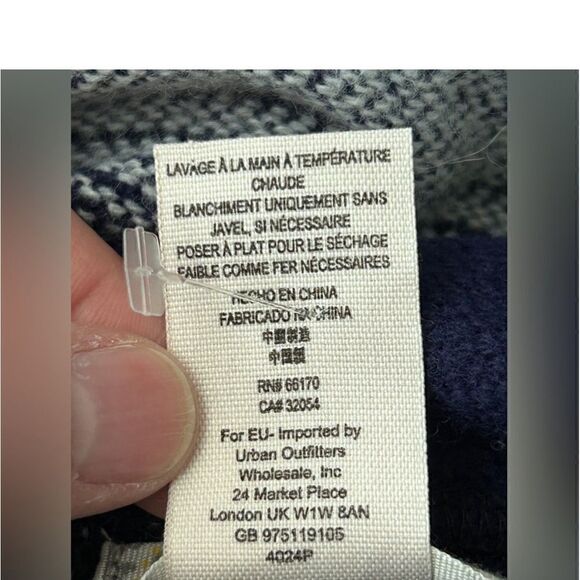 LAVAGE À LA MAIN À TEMPÉRATURE
CHAUDE
BLANCHIMENT UNIQUEMENT SANS
JAVEL, SI NÉCESSAIRE
POSER À PLAT POUR LE SÉCHAGE
FAIBLE COMME FER NÉCESSAIRES
HECHO EN CHINA
FABRICADO NA CHINA
中國制造
中国製
RN# 66170
CA# 32054
For EU- Imported by
Urban Outfitters
Wholesale, Inc
24 Market Place
London UK W1W 8AN
GB 975119105
4024P